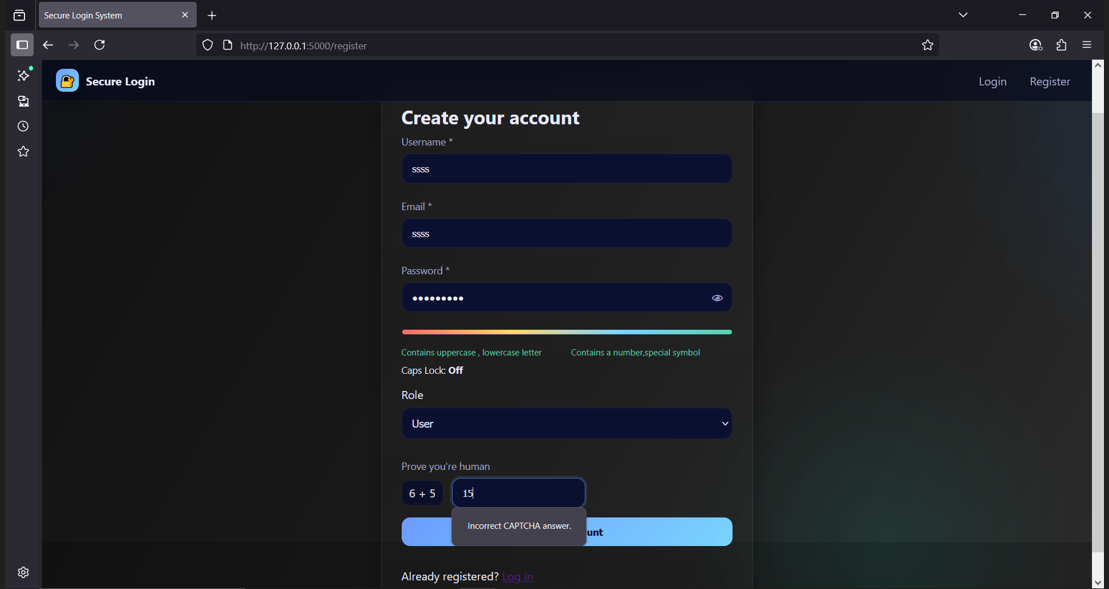 Secure Login System
http://127.0.0.1:5000/register
Secure Login
Login
Register
Create your account
Username *
ssss
Email *
ssss
Password *
●●●●●●●●●
Contains uppercase , lowercase letter
Contains a number,special symbol
Caps Lock: Off
Role
User
Prove you're human
6 + 5
15
Incorrect CAPTCHA answer.
unt
Already registered? Log in